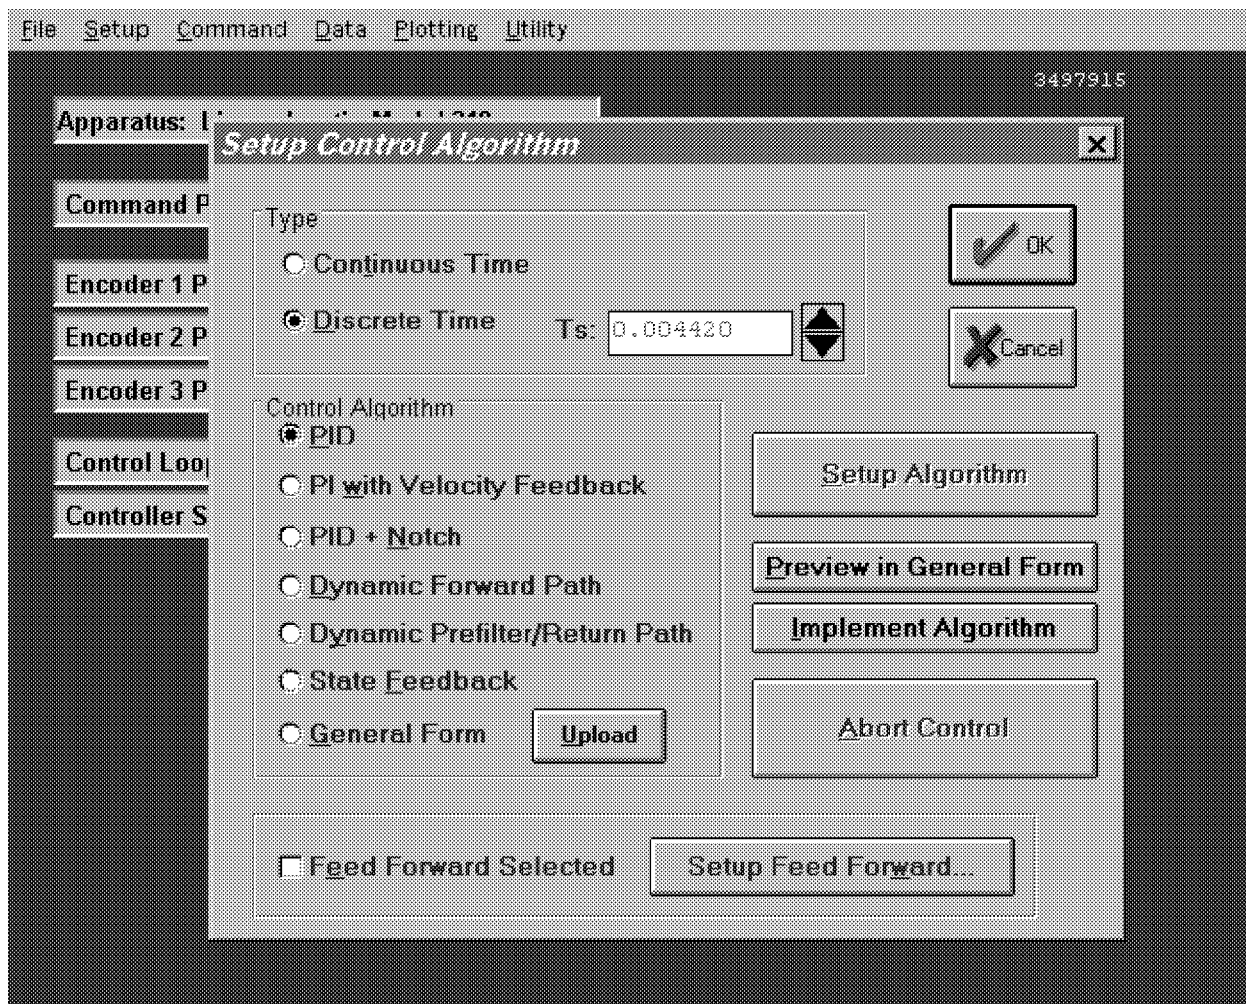 File Setup Command Data Plotting Utility
3497915
Apparatus:
Setup Control Algorithm
Command P
Type
OK
Continuous Time
Encoder 1 P
Discrete Time Ts: 0.004420
Encoder 2 P
Cancel
Encoder 3 P
Control Algorithm
PID
Control Loop
Setup Algorithm
PI with Velocity Feedback
Controller S
PID + Notch
Preview in General Form
Dynamic Forward Path
Implement Algorithm
Dynamic Prefilter/Return Path
State Feedback
General Form Upload
Abort Control
Feed Forward Selected Setup Feed Forward...